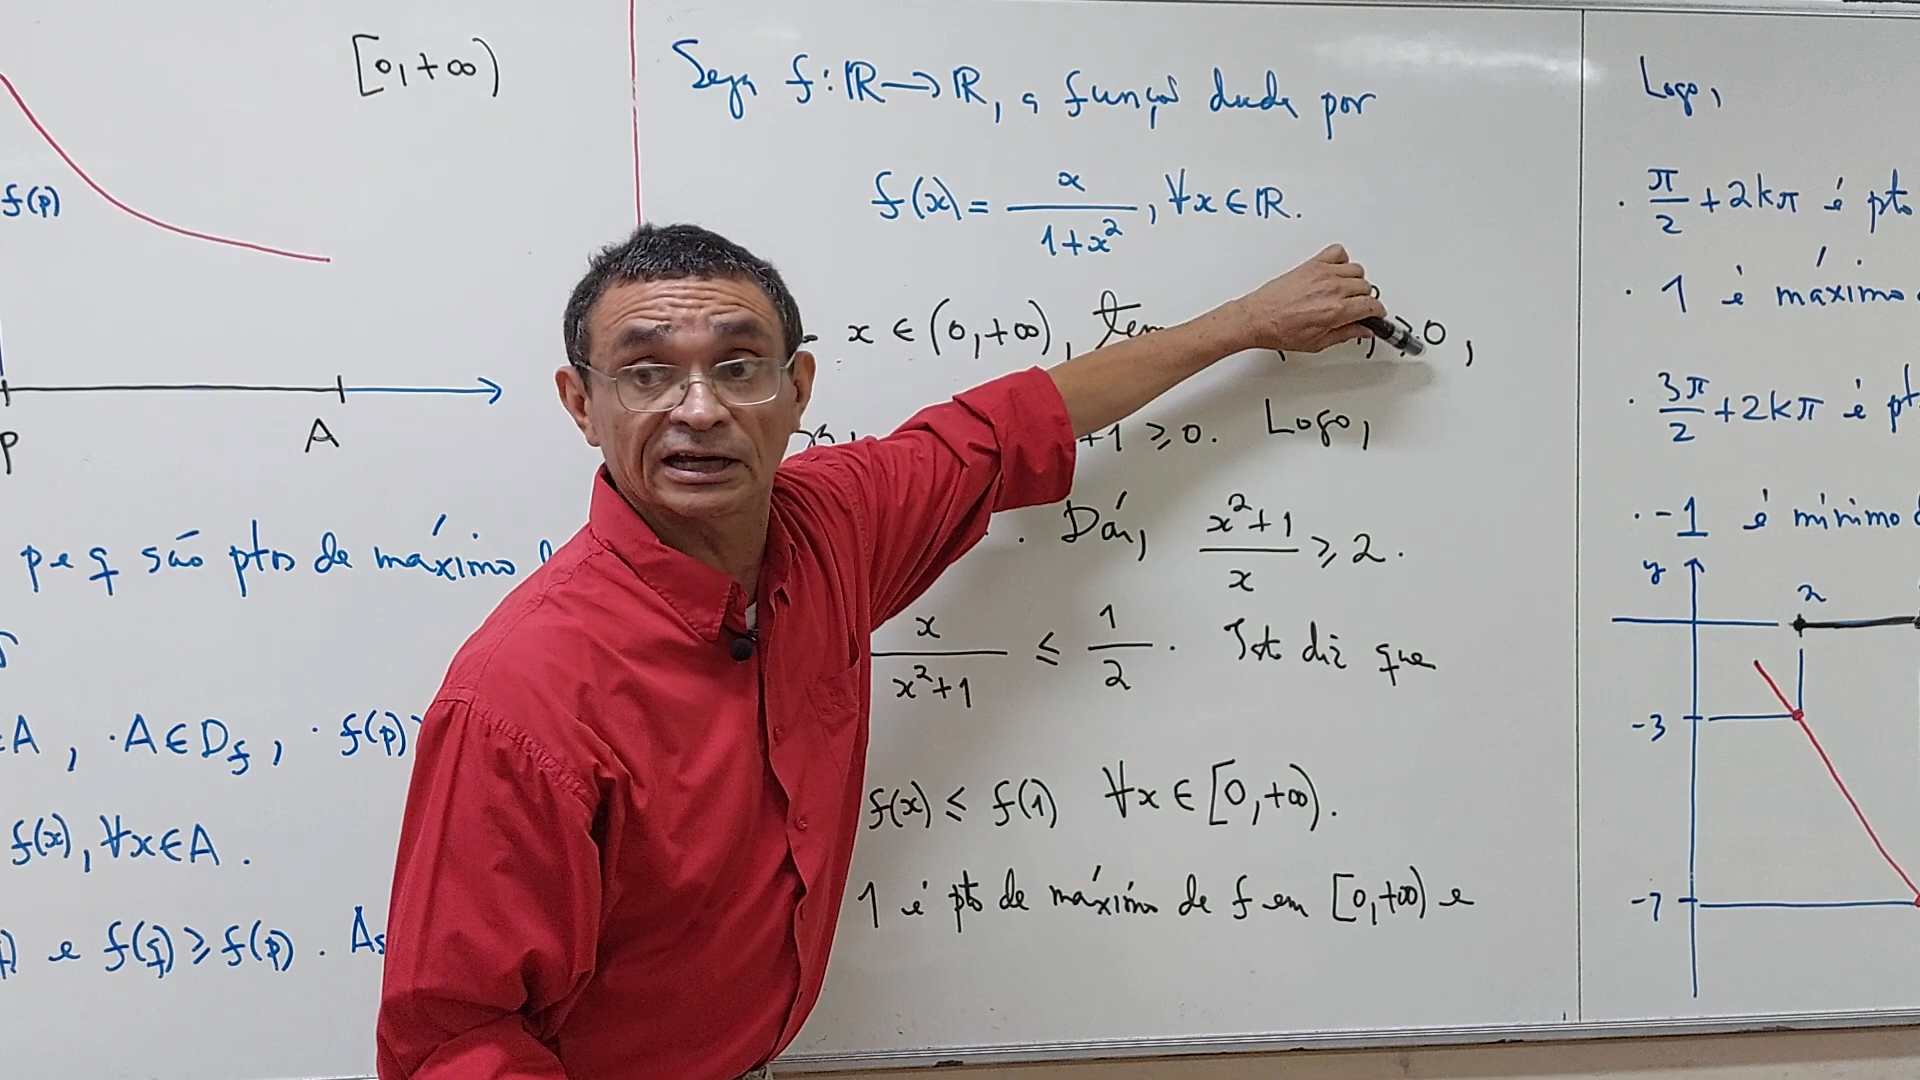 [0,+∞)
f(p)
p A
p e q são ptos de máximo
A, · A ∈ D_f, · f(p)
f(x), ∀x∈A.
e f(q) ≥ f(p). As
Seja f: ℝ → ℝ, a função dada por
f(x) = x/(1+x²), ∀x∈ℝ.
x ∈ (0,+∞), tem ≥ 0,
+1 ≥ 0. Logo,
. Daí, (x²+1)/x ≥ 2.
x/(x²+1) ≤ 1/2. Isto diz que
f(x) ≤ f(1) ∀x ∈ [0,+∞).
1 é pto de máximo de f em [0,+∞) e
Logo,
· π/2 + 2kπ é pto
· 1 é máximo
· 3π/2 + 2kπ é pt
· -1 é mínimo
y
2
-3
-7